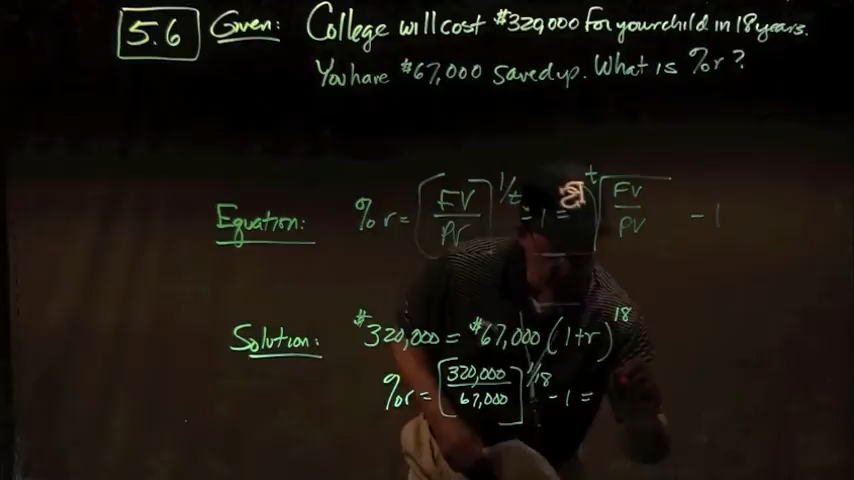 5.6 Given: College will cost $320,000 for your child in 18 years.
You have $67,000 saved up. What is %r?
Equation: %r = [FV/PV]^1/t - 1 = t√FV/PV - 1
Solution: $320,000 = $67,000 (1+r)^18
%r = [320,000/67,000]^1/18 - 1 =